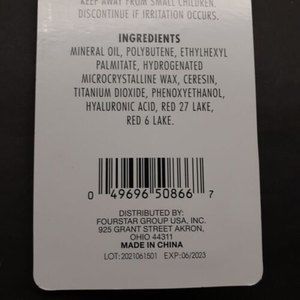 KEEP AWAY FROM SMALL CHILDREN.
DISCONTINUE IF IRRITATION OCCURS.
INGREDIENTS
MINERAL OIL, POLYBUTENE, ETHYLHEXYL
PALMITATE, HYDROGENATED
MICROCRYSTALLINE WAX, CERESIN,
TITANIUM DIOXIDE, PHENOXYETHANOL,
HYALURONIC ACID, RED 27 LAKE,
RED 6 LAKE.
0 49696 50866 7
DISTRIBUTED BY:
FOURSTAR GROUP USA, INC.
925 GRANT STREET AKRON,
OHIO 44311
MADE IN CHINA
LOT:2021061501 EXP:06/2023